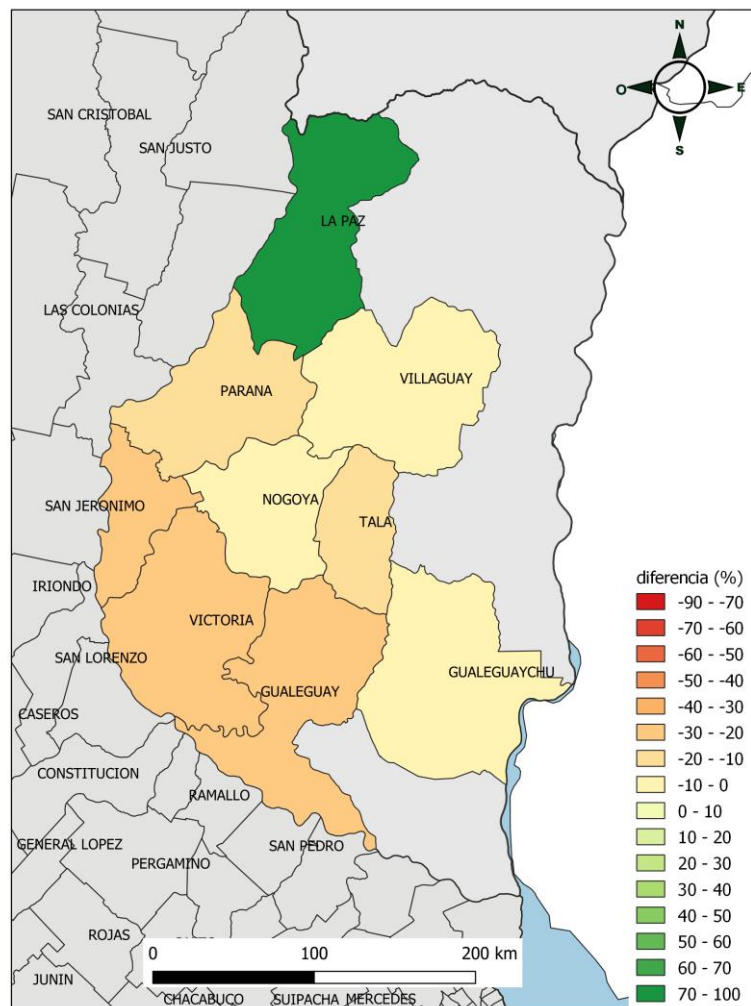 N
O
E
S
SAN CRISTOBAL
SAN JUSTO
LA PAZ
LAS COLONIAS
PARANA
VILLAGUAY
NOGOYA
SAN JERONIMO
TALA
IRIONDO
VICTORIA
SAN LORENZO
GUALEGUAYCHU
GUALEGUAY
CASEROS
CONSTITUCION
RAMALLO
GENERAL LOPEZ
SAN PEDRO
PERGAMINO
ROJAS
JUNIN
CHACABUCO
SUIPACHA
MERCEDES
0
100
200 km
diferencia (%)
-90 - -70
-70 - -60
-60 - -50
-50 - -40
-40 - -30
-30 - -20
-20 - -10
-10 - 0
0 - 10
10 - 20
20 - 30
30 - 40
40 - 50
50 - 60
60 - 70
70 - 100